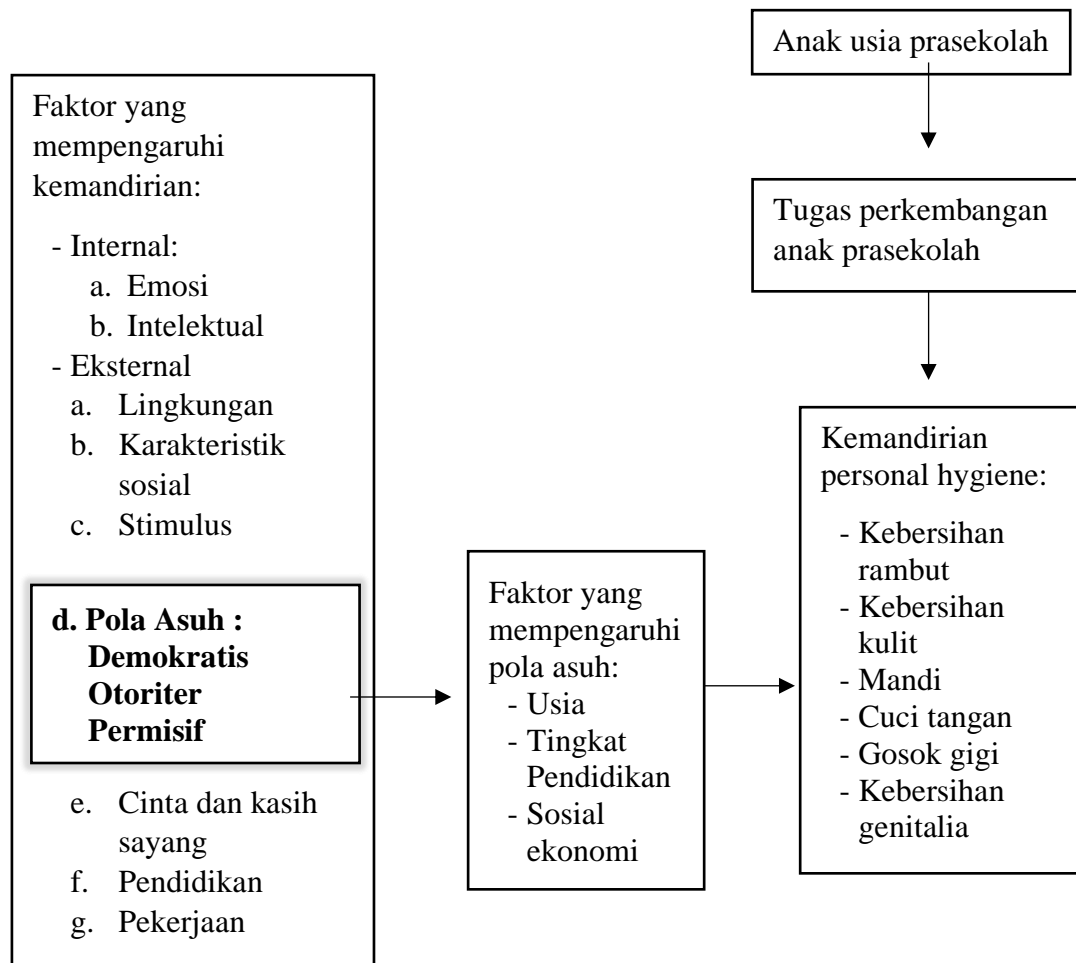 Anak usia prasekolah
Tugas perkembangan
anak prasekolah
Faktor yang
mempengaruhi
kemandirian:
- Internal:
a. Emosi
b. Intelektual
- Eksternal
a. Lingkungan
b. Karakteristik
sosial
c. Stimulus
d. Pola Asuh :
Demokratis
Otoriter
Permisif
e. Cinta dan kasih
sayang
f. Pendidikan
g. Pekerjaan
Faktor yang
mempengaruhi
pola asuh:
- Usia
- Tingkat
Pendidikan
- Sosial
ekonomi
Kemandirian
personal hygiene:
- Kebersihan
rambut
- Kebersihan
kulit
- Mandi
- Cuci tangan
- Gosok gigi
- Kebersihan
genitalia